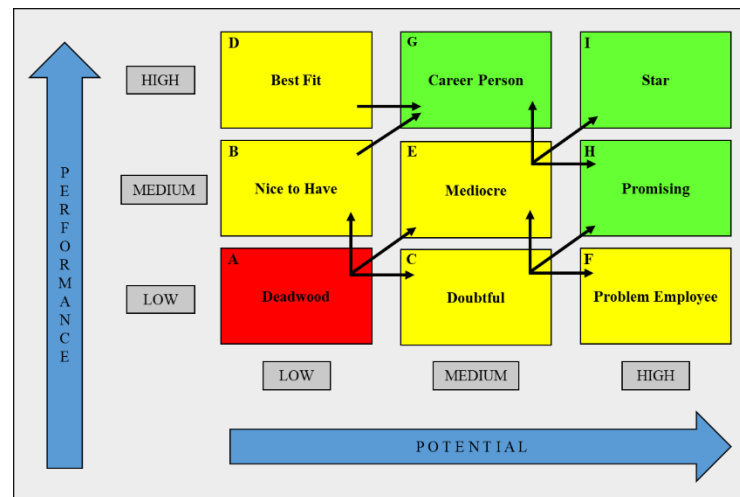 D
Best Fit
G
Career Person
I
Star
HIGH
B
Nice to Have
E
Mediocre
H
Promising
MEDIUM
A
Deadwood
C
Doubtful
F
Problem Employee
LOW
PERFORMANCE
LOW
MEDIUM
HIGH
POTENTIAL